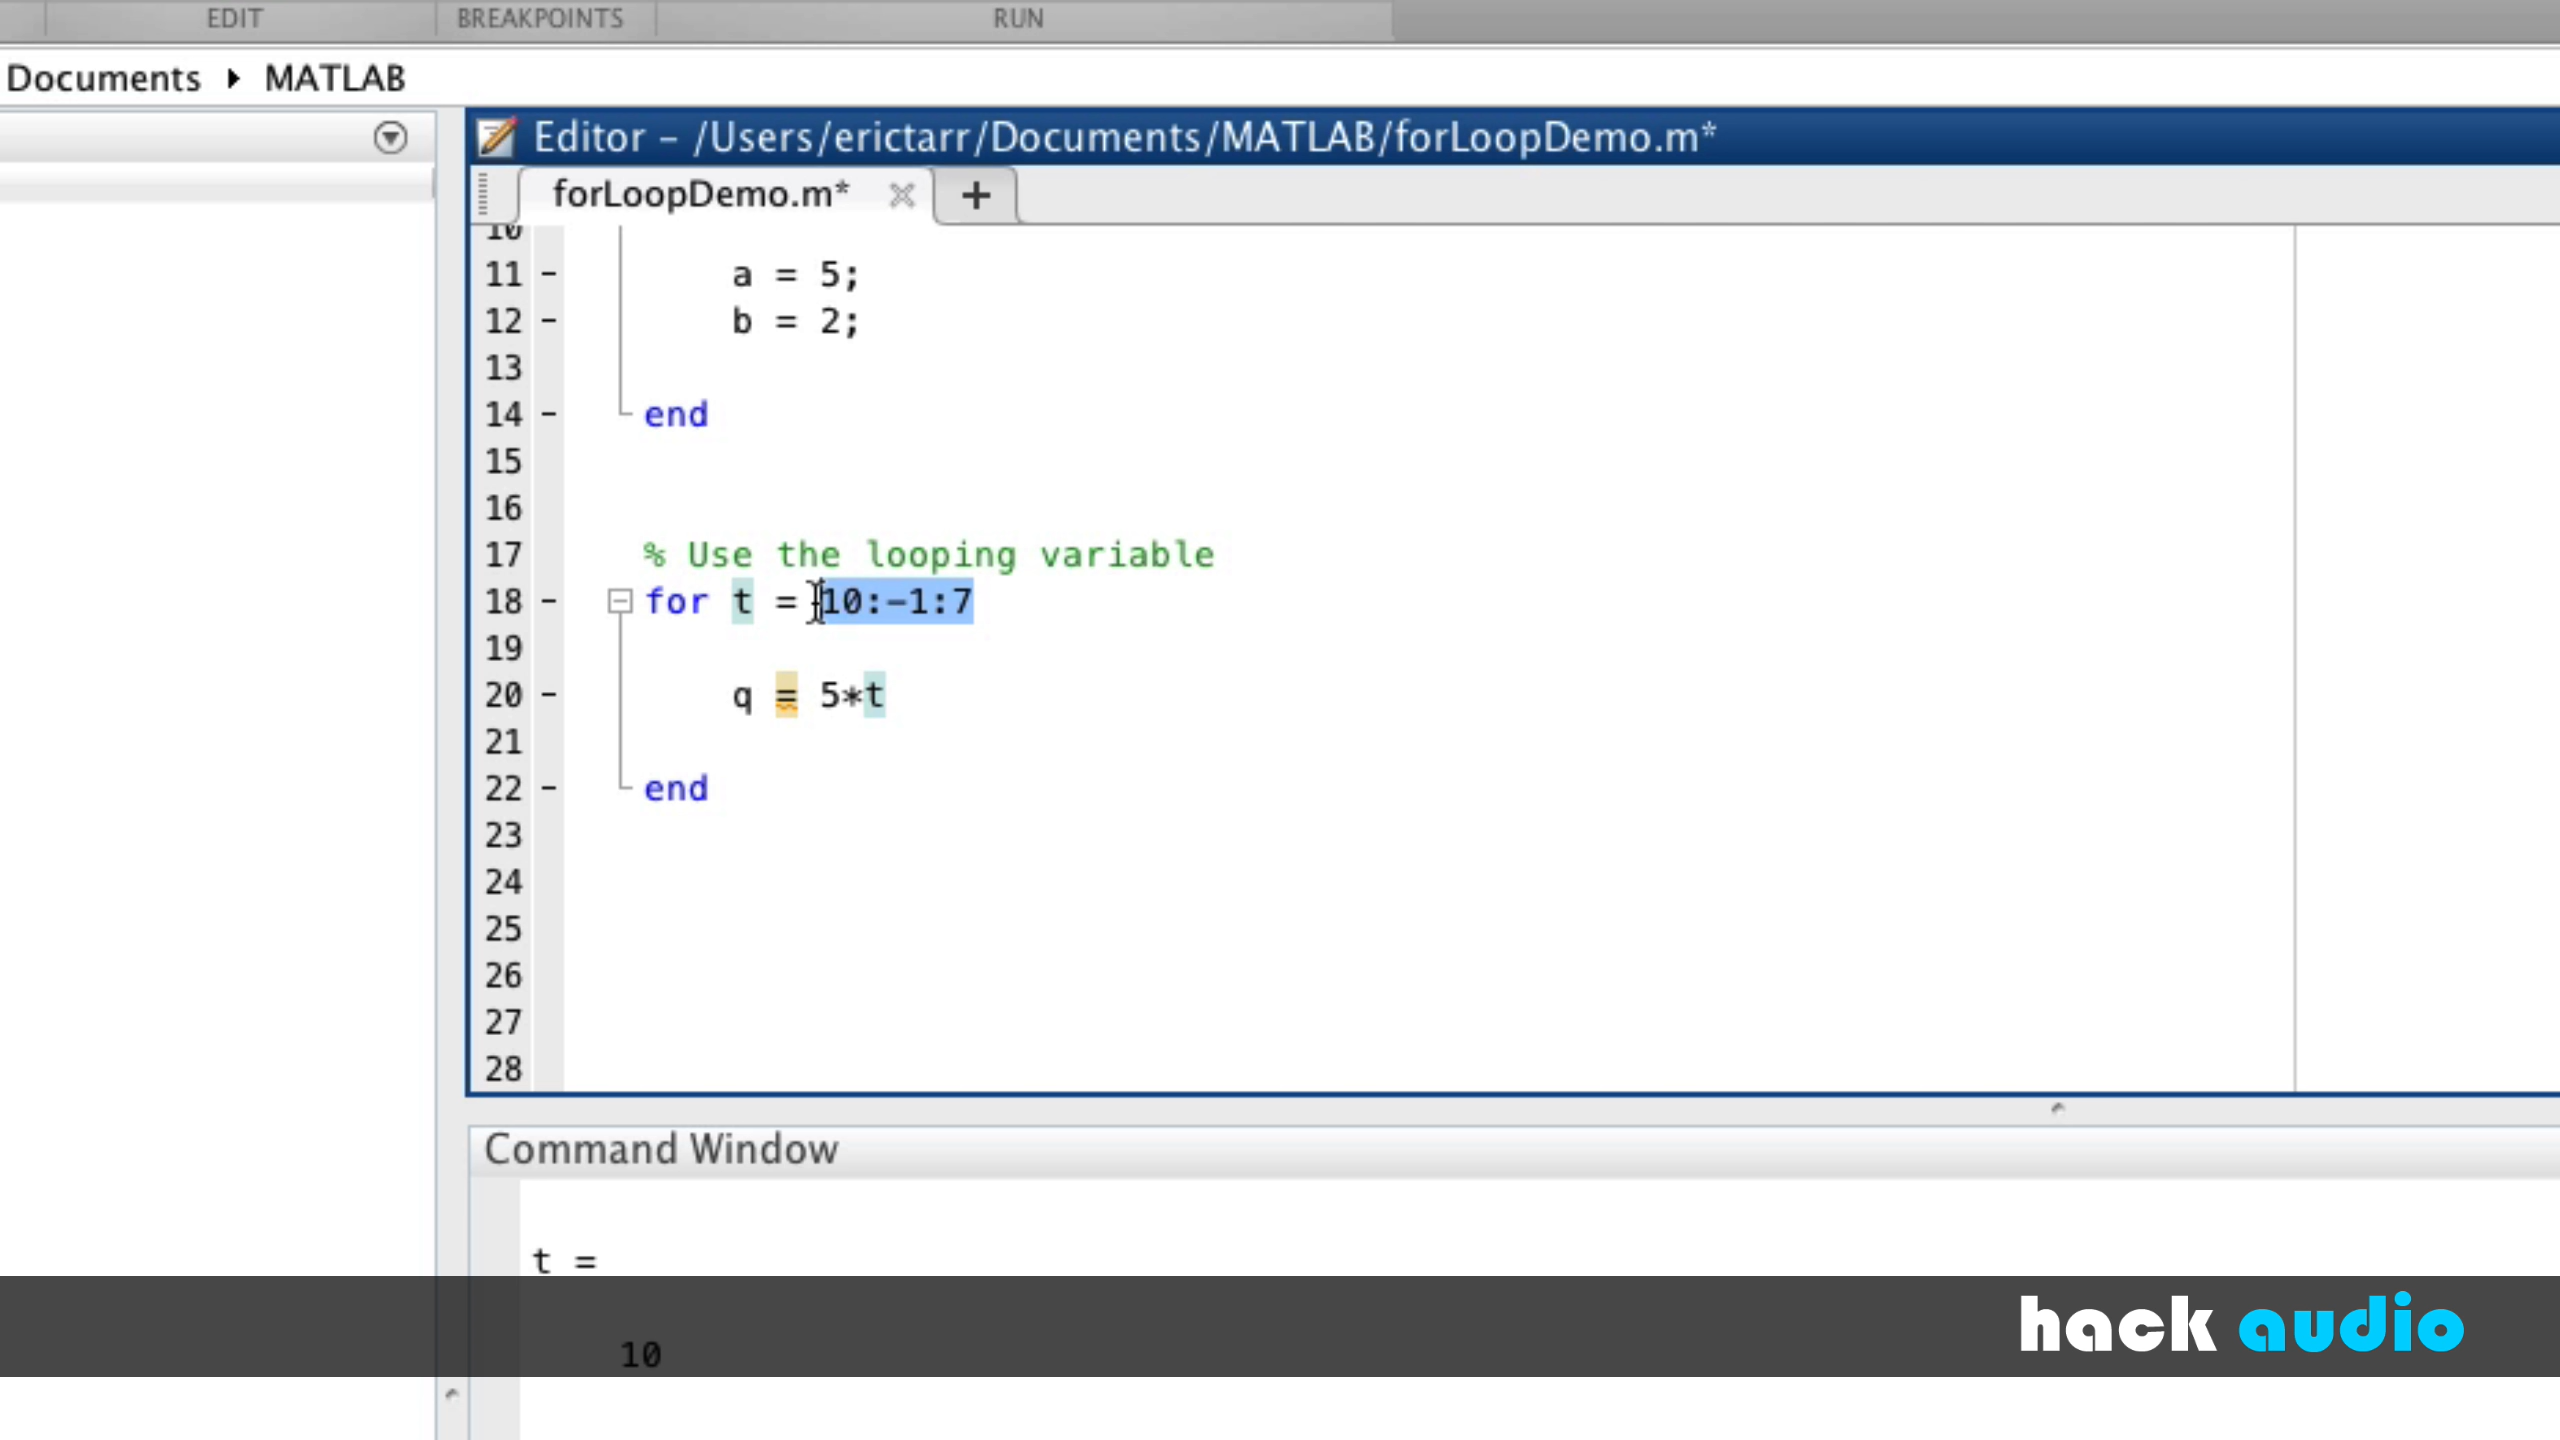 EDIT BREAKPOINTS RUN
Documents ▸ MATLAB
Editor – /Users/erictarr/Documents/MATLAB/forLoopDemo.m*
forLoopDemo.m* +
10
11 – a = 5;
12 – b = 2;
13
14 – end
15
16
17 % Use the looping variable
18 – for t = 10:-1:7
19
20 – q = 5*t
21
22 – end
23
24
25
26
27
28
Command Window
t =
10
hack audio